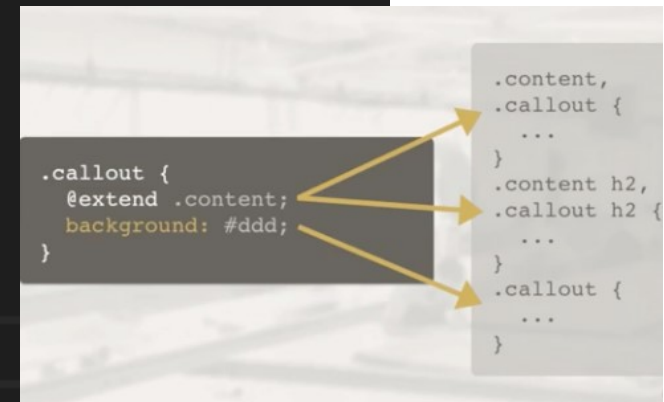 .callout {
@extend .content;
background: #ddd;
}
.content,
.callout {
...
}
.content h2,
.callout h2 {
...
}
.callout {
...
}